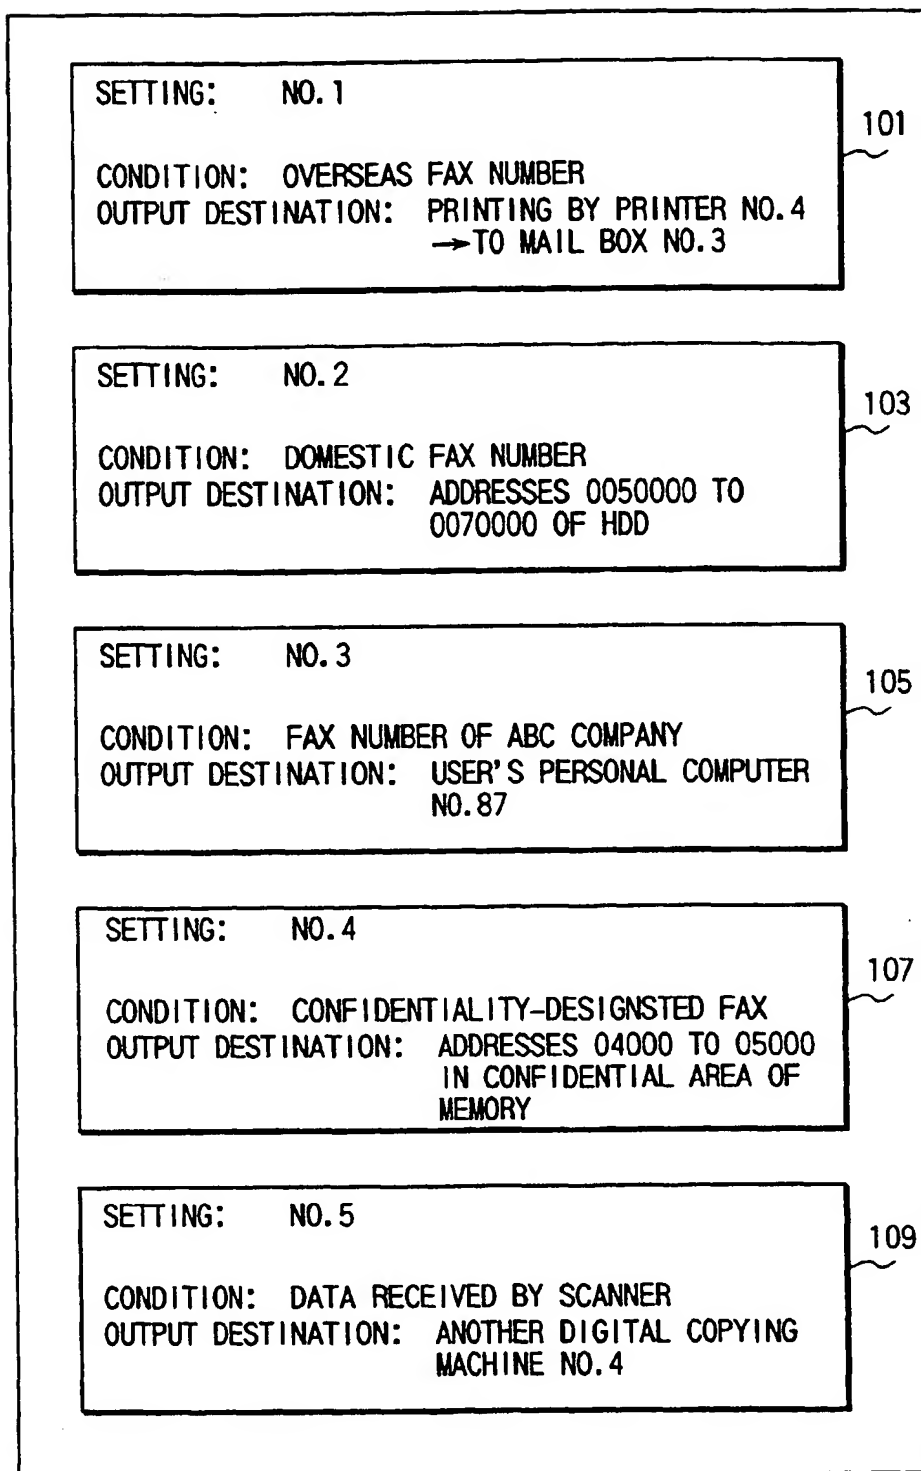 SETTING: NO.1
101
CONDITION: OVERSEAS FAX NUMBER
OUTPUT DESTINATION: PRINTING BY PRINTER NO.4
→TO MAIL BOX NO.3
SETTING: NO.2
103
CONDITION: DOMESTIC FAX NUMBER
OUTPUT DESTINATION: ADDRESSES 0050000 TO
0070000 OF HDD
SETTING: NO.3
105
CONDITION: FAX NUMBER OF ABC COMPANY
OUTPUT DESTINATION: USER'S PERSONAL COMPUTER
NO.87
SETTING: NO.4
107
CONDITION: CONFIDENTIALITY-DESIGNSTED FAX
OUTPUT DESTINATION: ADDRESSES 04000 TO 05000
IN CONFIDENTIAL AREA OF
MEMORY
SETTING: NO.5
109
CONDITION: DATA RECEIVED BY SCANNER
OUTPUT DESTINATION: ANOTHER DIGITAL COPYING
MACHINE NO.4